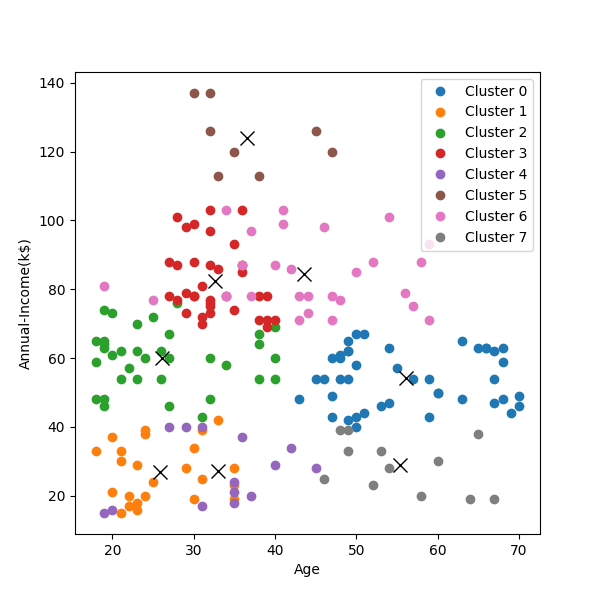 140
120
100
80
60
40
20
Annual-Income(k$)
Cluster 0
Cluster 1
Cluster 2
Cluster 3
Cluster 4
Cluster 5
Cluster 6
Cluster 7
20 30 40 50 60 70
Age